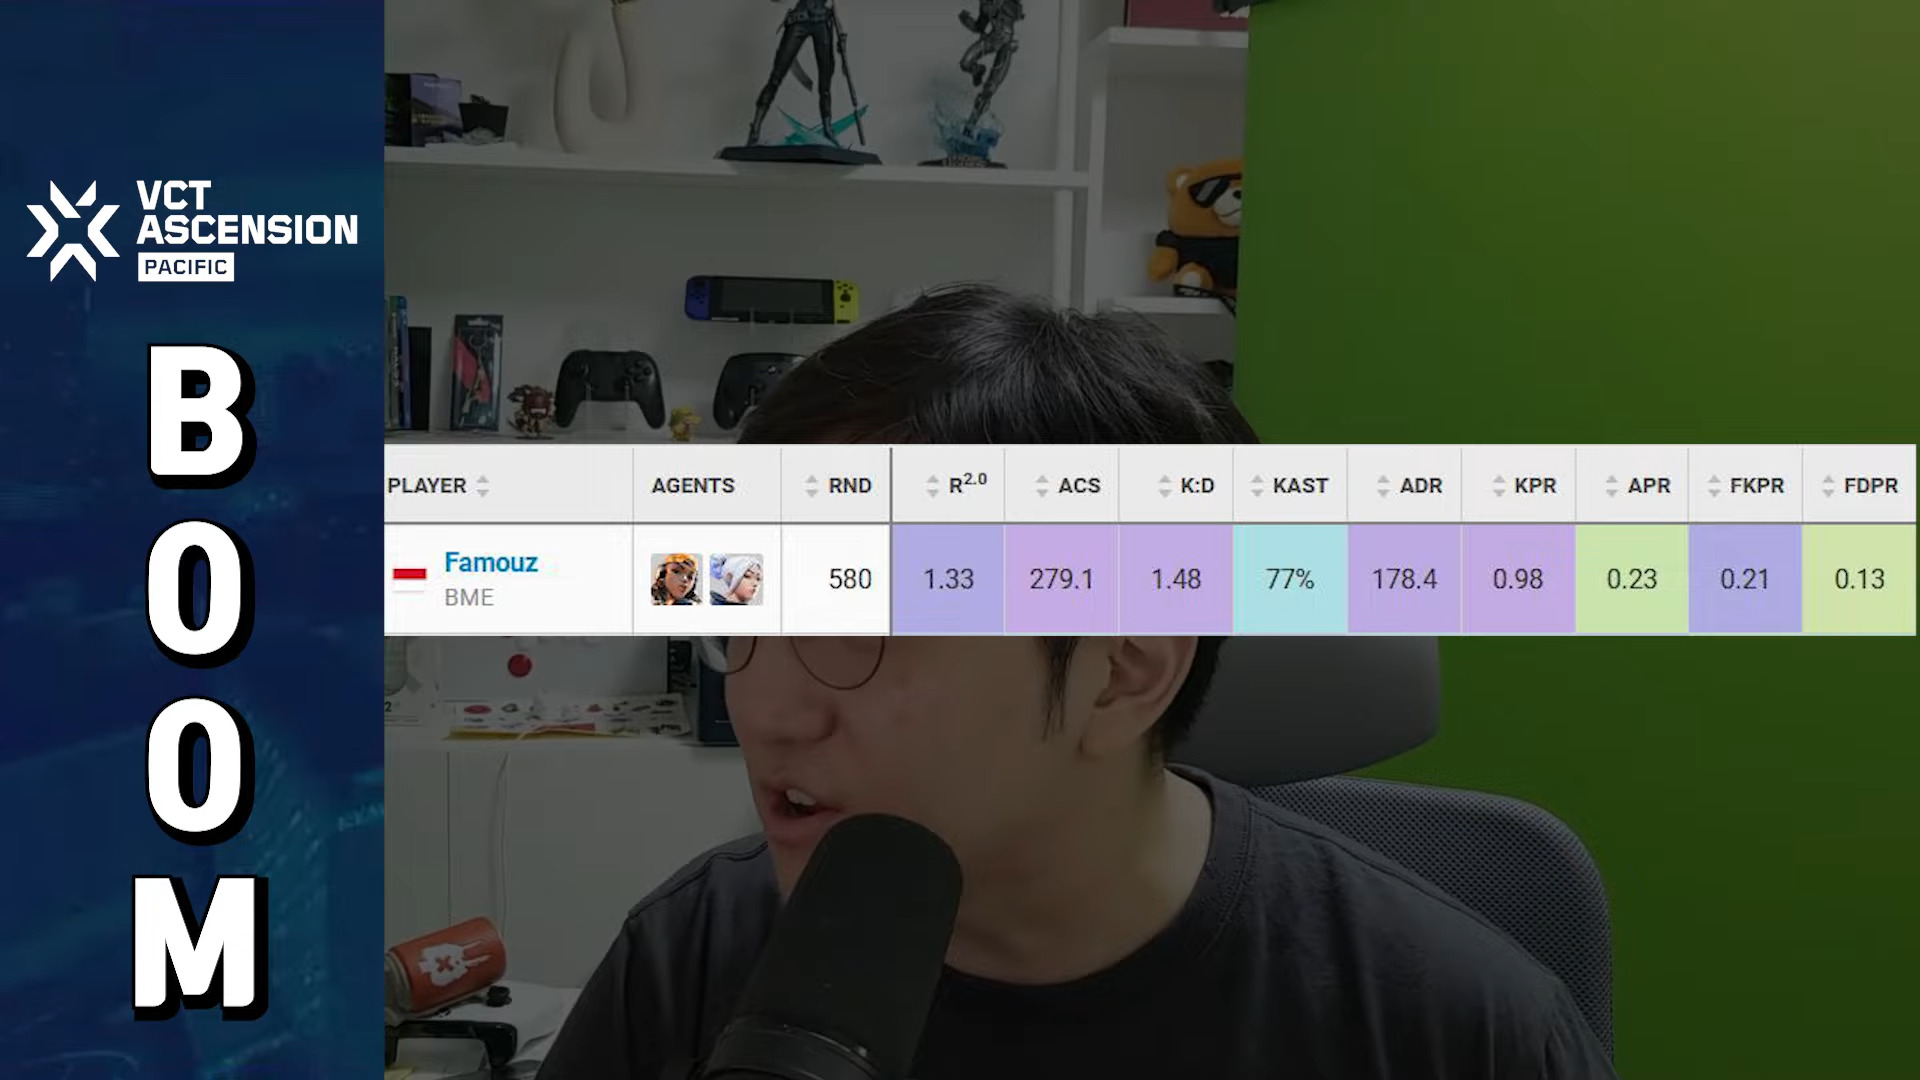 VCT
ASCENSION
PACIFIC
BOOM
PLAYER AGENTS RND R2.0 ACS K:D KAST ADR KPR APR FKPR FDPR
Famouz 580 1.33 279.1 1.48 77% 178.4 0.98 0.23 0.21 0.13
BME